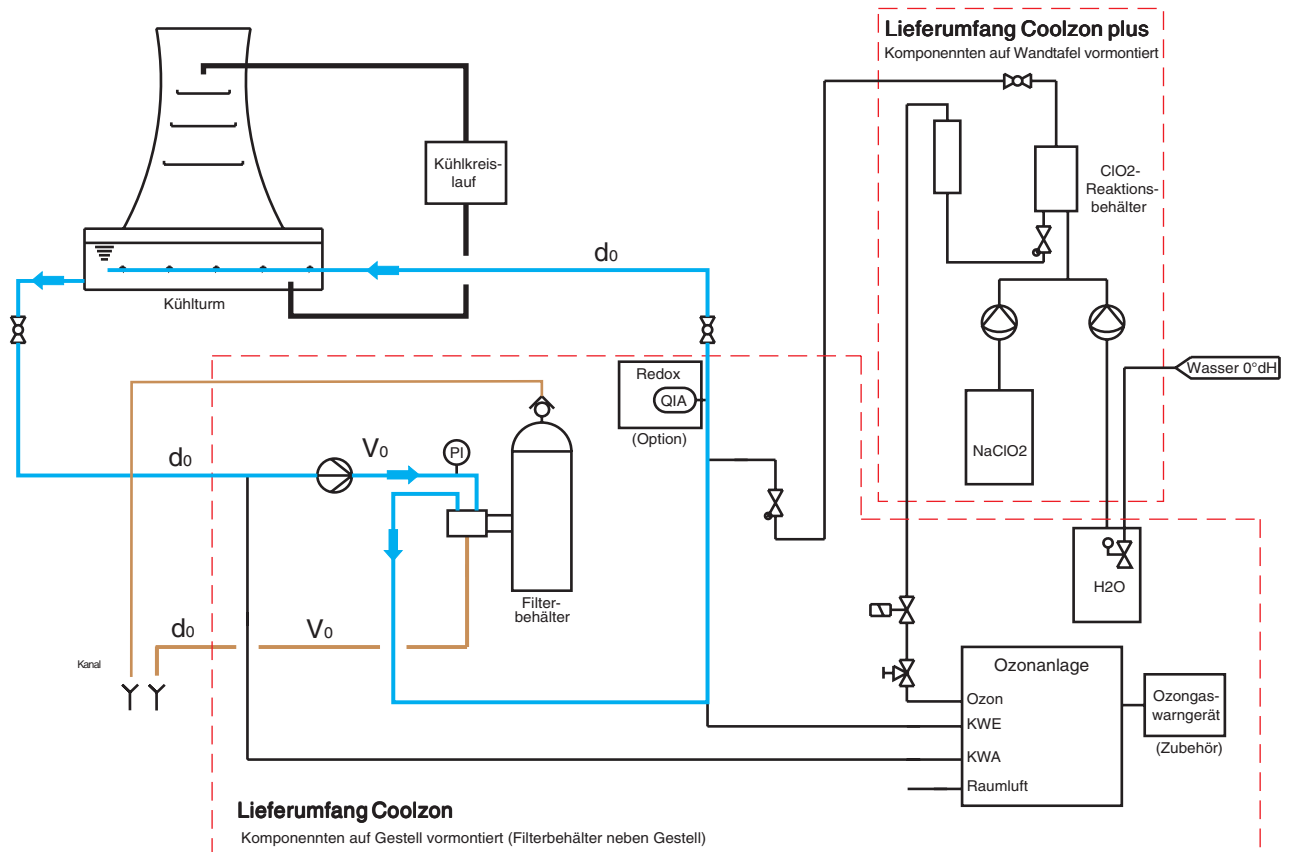 Lieferumfang Coolzon plus
Komponennten auf Wandtafel vormontiert
Kühlkreis-
lauf
ClO2-
Reaktions-
behälter
d0
Kühlturm
Redox
QIA
(Option)
Wasser 0°dH
NaClO2
d0
V0
PI
H2O
Filter-
behälter
d0
V0
Kanal
Ozonanlage
Ozon
KWE
KWA
Raumluft
Ozongas-
warngerät
(Zubehör)
Lieferumfang Coolzon
Komponennten auf Gestell vormontiert (Filterbehälter neben Gestell)